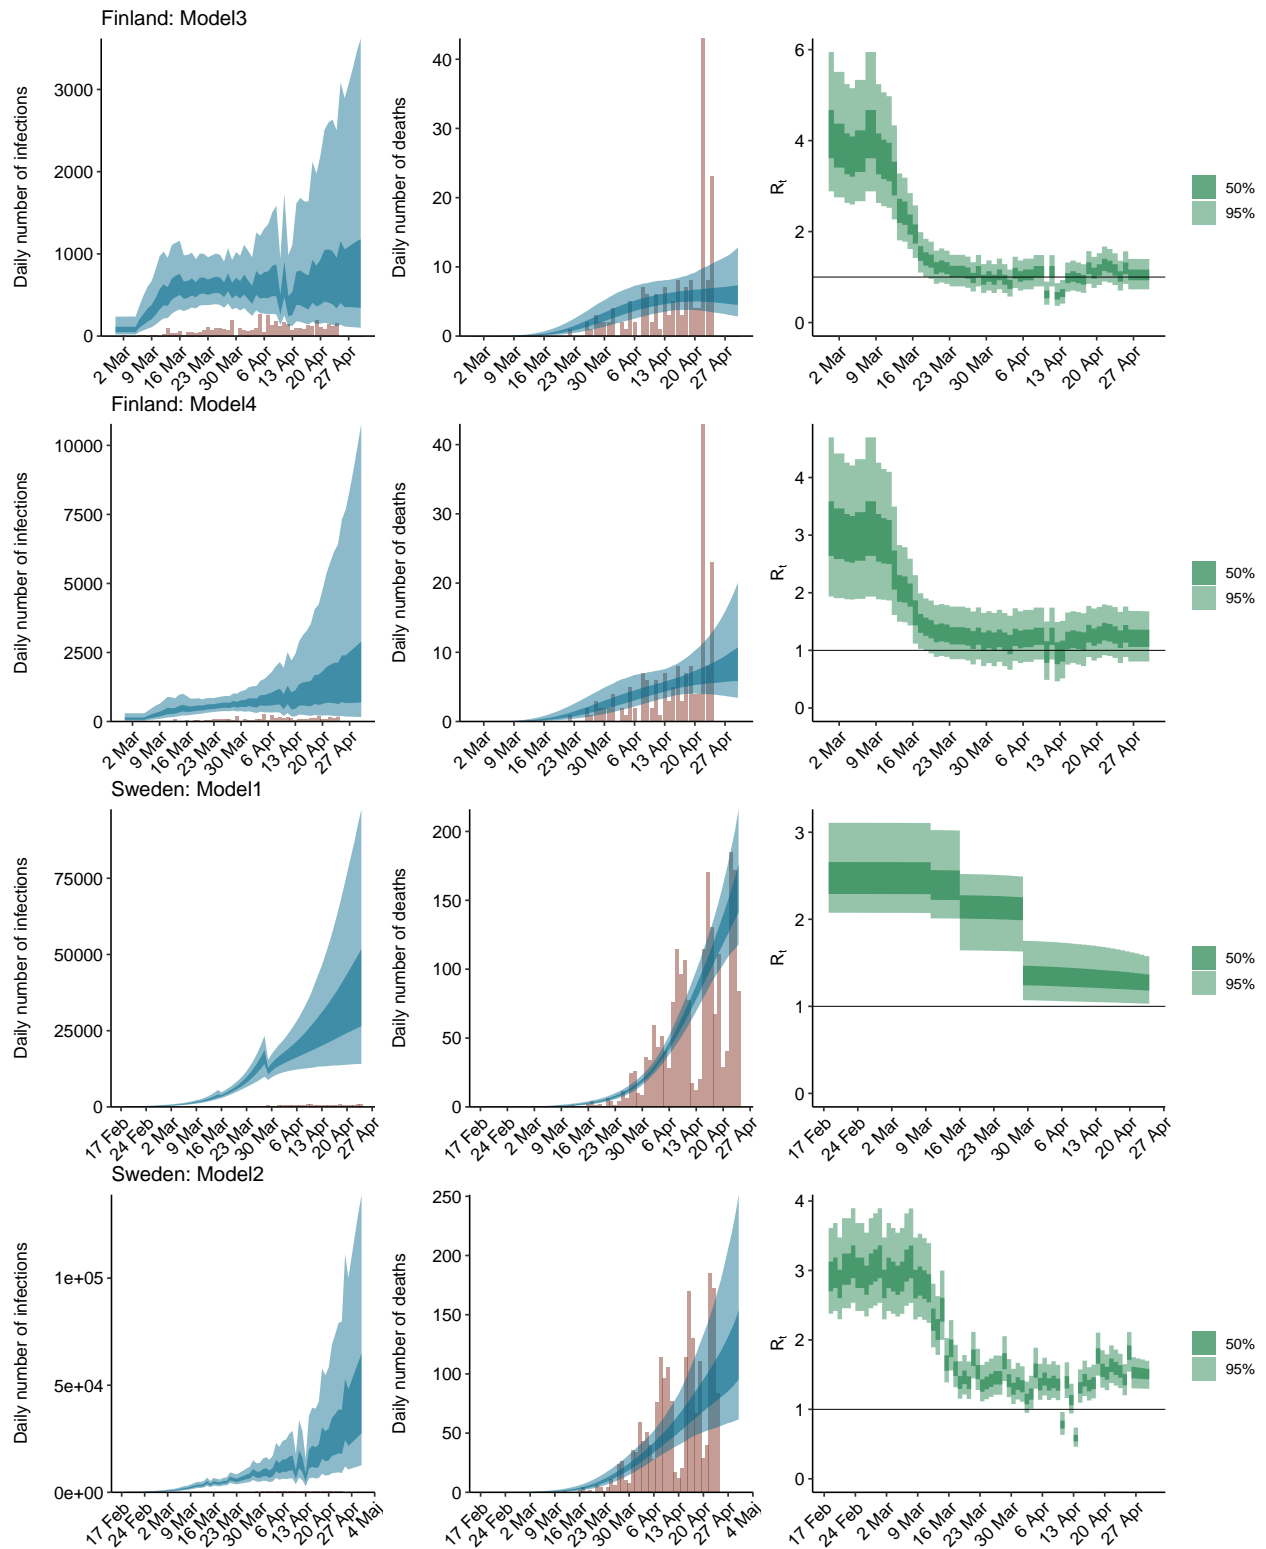 Finland: Model3
Daily number of infections
3000
2000
1000
0
2 Mar
9 Mar
16 Mar
23 Mar
30 Mar
6 Apr
13 Apr
20 Apr
27 Apr
Daily number of deaths
40
30
20
10
0
2 Mar
9 Mar
16 Mar
23 Mar
30 Mar
6 Apr
13 Apr
20 Apr
27 Apr
Rt
6
4
2
0
2 Mar
9 Mar
16 Mar
23 Mar
30 Mar
6 Apr
13 Apr
20 Apr
27 Apr
50%
95%
Finland: Model4
Daily number of infections
10000
7500
5000
2500
0
2 Mar
9 Mar
16 Mar
23 Mar
30 Mar
6 Apr
13 Apr
20 Apr
27 Apr
Daily number of deaths
40
30
20
10
0
2 Mar
9 Mar
16 Mar
23 Mar
30 Mar
6 Apr
13 Apr
20 Apr
27 Apr
Rt
4
3
2
1
0
2 Mar
9 Mar
16 Mar
23 Mar
30 Mar
6 Apr
13 Apr
20 Apr
27 Apr
50%
95%
Sweden: Model1
Daily number of infections
75000
50000
25000
0
17 Feb
24 Feb
2 Mar
9 Mar
16 Mar
23 Mar
30 Mar
6 Apr
13 Apr
20 Apr
27 Apr
Daily number of deaths
200
150
100
50
0
17 Feb
24 Feb
2 Mar
9 Mar
16 Mar
23 Mar
30 Mar
6 Apr
13 Apr
20 Apr
27 Apr
Rt
3
2
1
0
17 Feb
24 Feb
2 Mar
9 Mar
16 Mar
23 Mar
30 Mar
6 Apr
13 Apr
20 Apr
27 Apr
50%
95%
Sweden: Model2
Daily number of infections
1e+05
5e+04
0e+00
17 Feb
24 Feb
2 Mar
9 Mar
16 Mar
23 Mar
30 Mar
6 Apr
13 Apr
20 Apr
27 Apr
4 Maj
Daily number of deaths
250
200
150
100
50
0
17 Feb
24 Feb
2 Mar
9 Mar
16 Mar
23 Mar
30 Mar
6 Apr
13 Apr
20 Apr
27 Apr
4 Maj
Rt
4
3
2
1
0
17 Feb
24 Feb
2 Mar
9 Mar
16 Mar
23 Mar
30 Mar
6 Apr
13 Apr
20 Apr
27 Apr
50%
95%